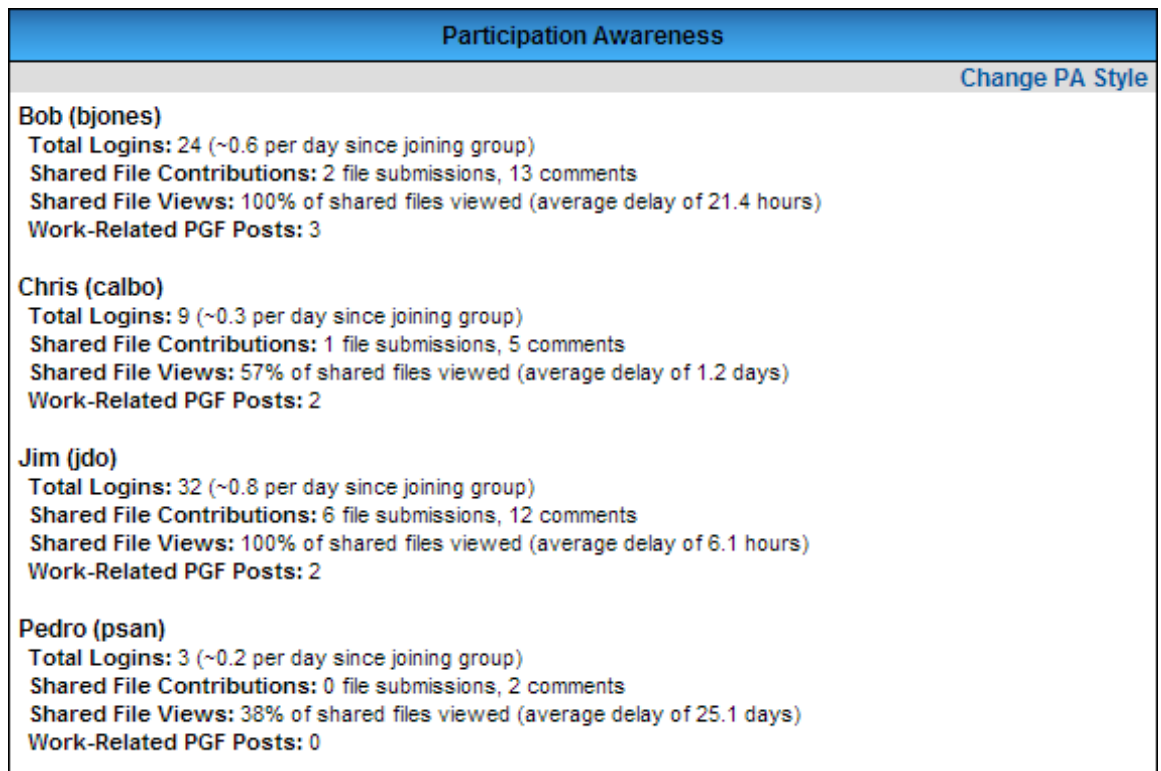 Participation Awareness
Change PA Style
Bob (bjones)
Total Logins: 24 (~0.6 per day since joining group)
Shared File Contributions: 2 file submissions, 13 comments
Shared File Views: 100% of shared files viewed (average delay of 21.4 hours)
Work-Related PGF Posts: 3
Chris (calbo)
Total Logins: 9 (~0.3 per day since joining group)
Shared File Contributions: 1 file submissions, 5 comments
Shared File Views: 57% of shared files viewed (average delay of 1.2 days)
Work-Related PGF Posts: 2
Jim (jdo)
Total Logins: 32 (~0.8 per day since joining group)
Shared File Contributions: 6 file submissions, 12 comments
Shared File Views: 100% of shared files viewed (average delay of 6.1 hours)
Work-Related PGF Posts: 2
Pedro (psan)
Total Logins: 3 (~0.2 per day since joining group)
Shared File Contributions: 0 file submissions, 2 comments
Shared File Views: 38% of shared files viewed (average delay of 25.1 days)
Work-Related PGF Posts: 0